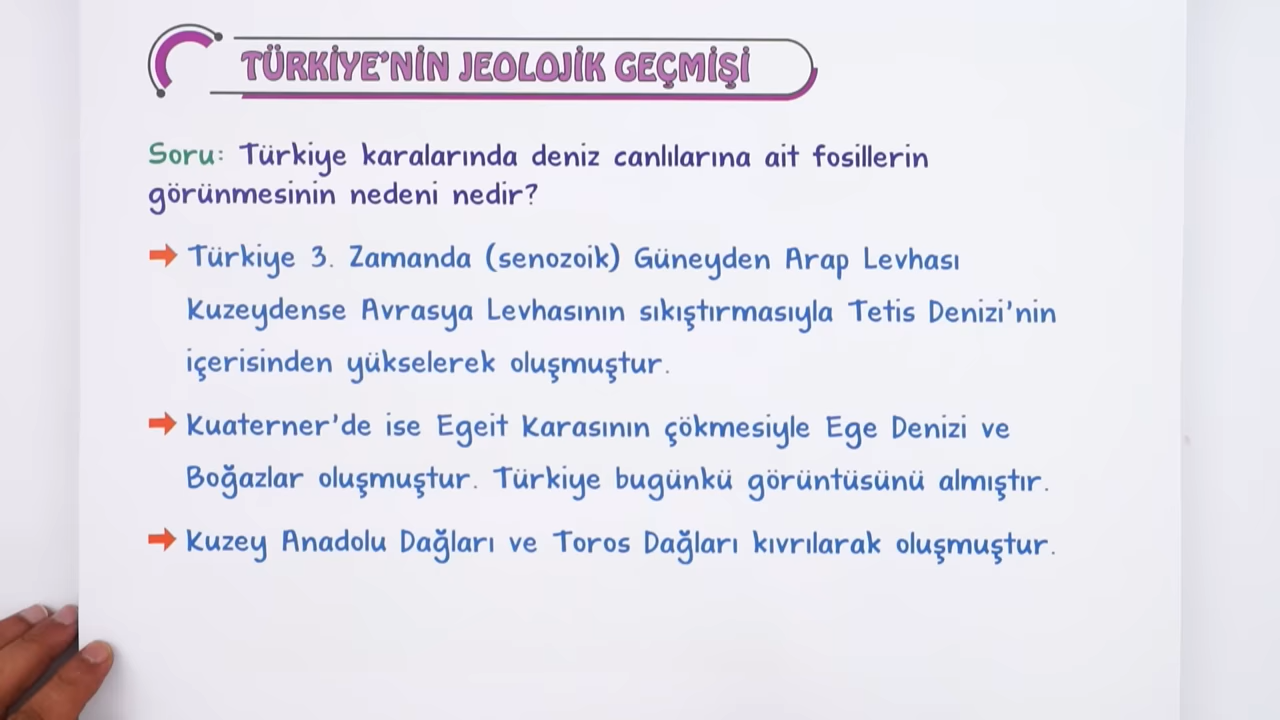 TÜRKİYE'NİN JEOLOJİK GEÇMİŞİ
Soru: Türkiye karalarında deniz canlılarına ait fosillerin
görünmesinin nedeni nedir?
Türkiye 3. Zamanda (senozoik) Güneyden Arap Levhası
Kuzeydense Avrasya Levhasının sıkıştırmasıyla Tetis Denizi'nin
içerisinden yükselerek oluşmuştur.
Kuaterner'de ise Egeit Karasının çökmesiyle Ege Denizi ve
Boğazlar oluşmuştur. Türkiye bugünkü görüntüsünü almıştır.
Kuzey Anadolu Dağları ve Toros Dağları kıvrılarak oluşmuştur.